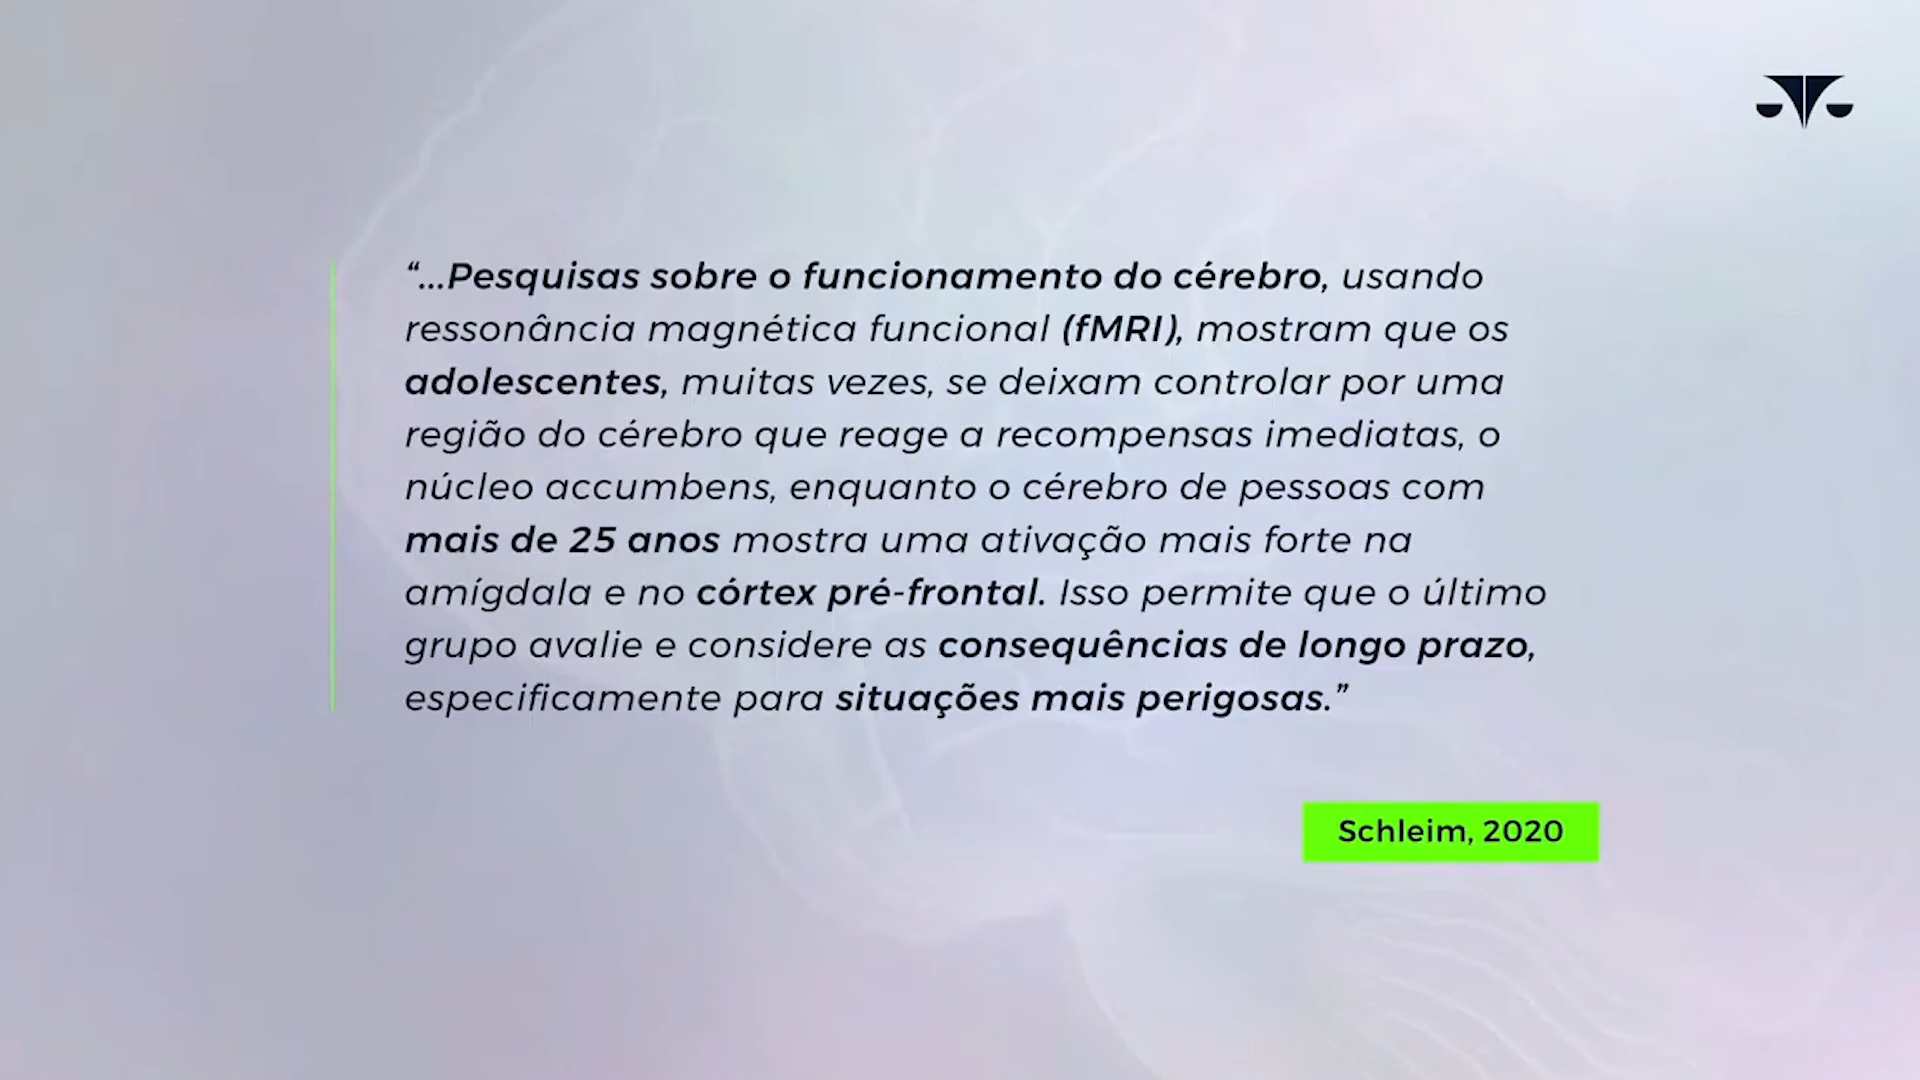 “...Pesquisas sobre o funcionamento do cérebro, usando
ressonância magnética funcional (fMRI), mostram que os
adolescentes, muitas vezes, se deixam controlar por uma
região do cérebro que reage a recompensas imediatas, o
núcleo accumbens, enquanto o cérebro de pessoas com
mais de 25 anos mostra uma ativação mais forte na
amígdala e no córtex pré-frontal. Isso permite que o último
grupo avalie e considere as consequências de longo prazo,
especificamente para situações mais perigosas.”
Schleim, 2020